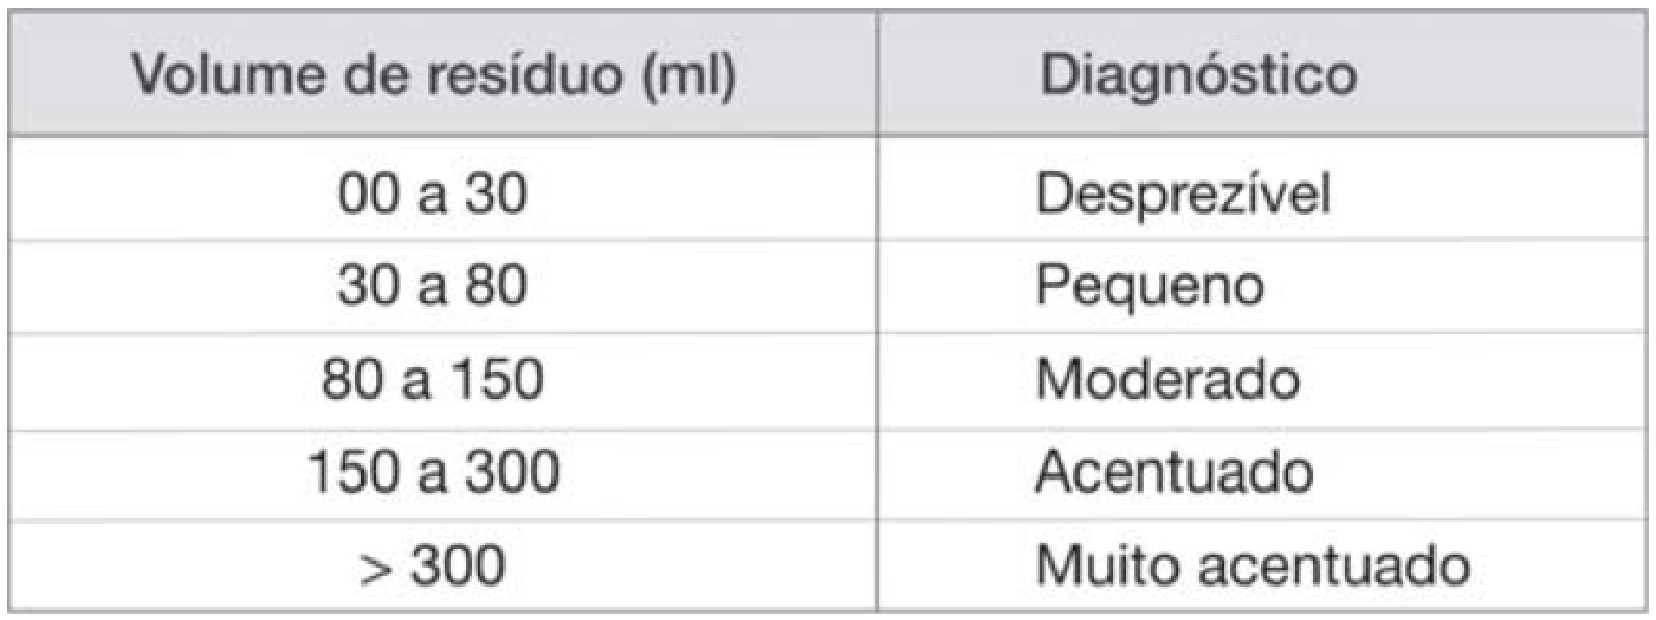 Volume de resíduo (ml) Diagnóstico
00 a 30 Desprezível
30 a 80 Pequeno
80 a 150 Moderado
150 a 300 Acentuado
> 300 Muito acentuado